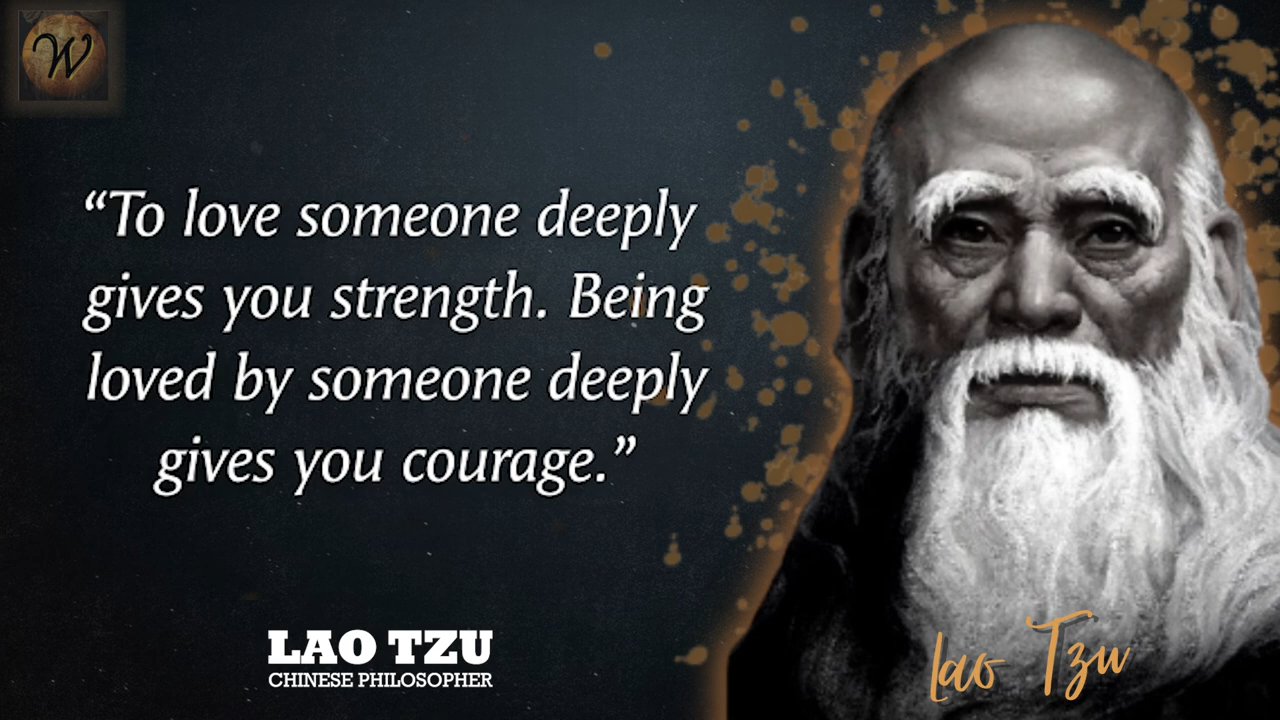 W
“To love someone deeply
gives you strength. Being
loved by someone deeply
gives you courage.”
LAO TZU
CHINESE PHILOSOPHER
Lao Tzu